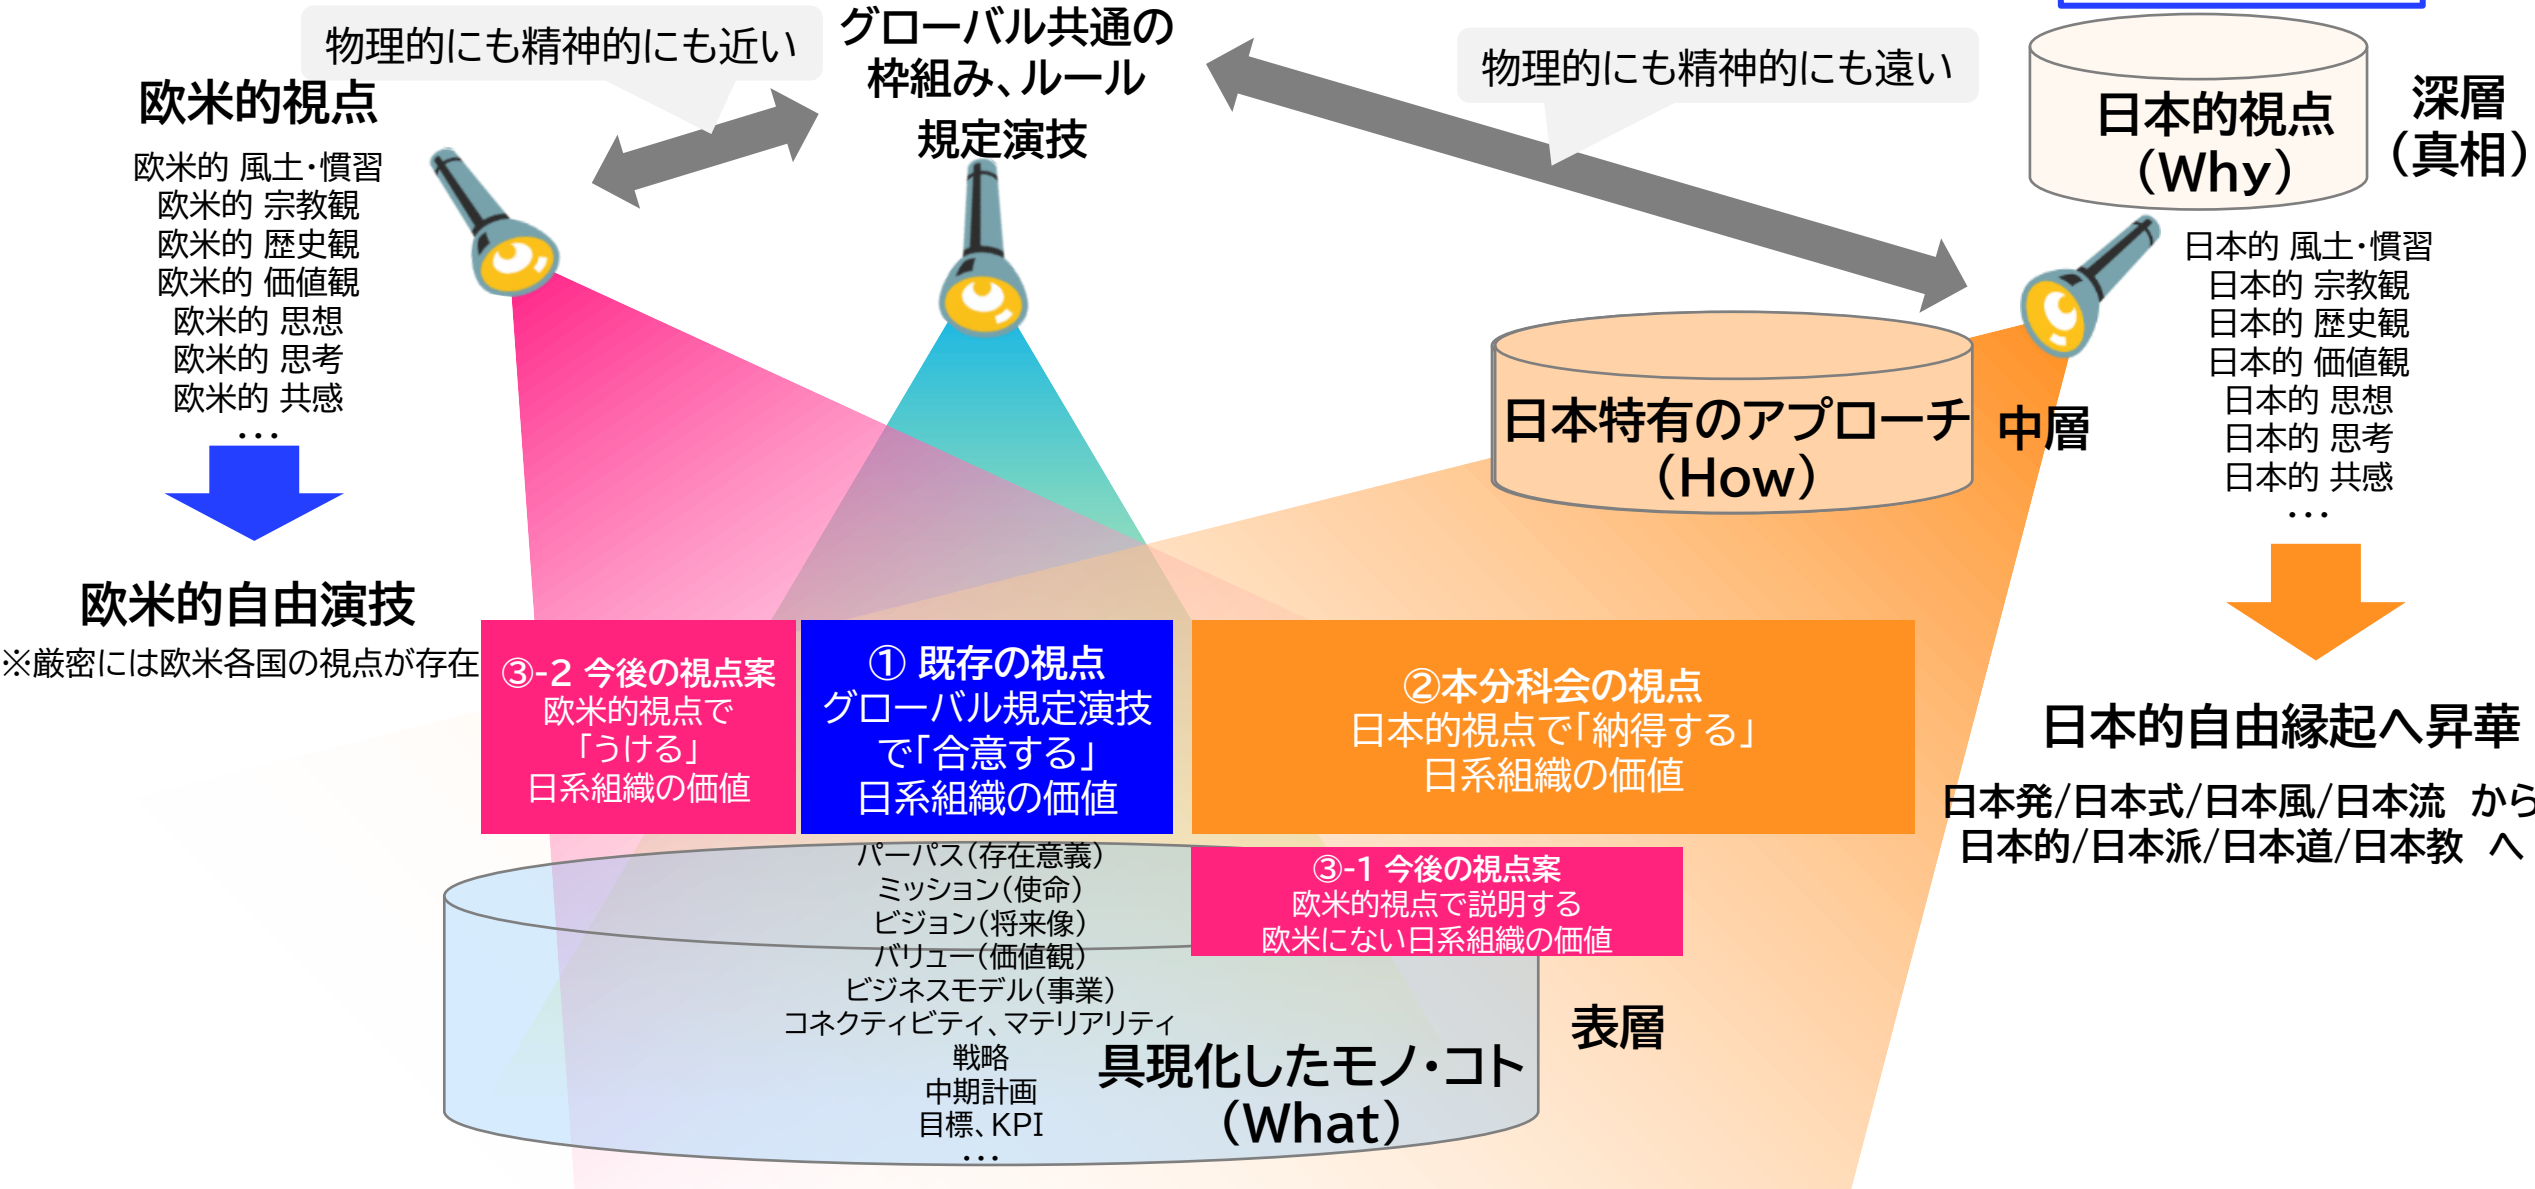 物理的にも精神的にも近い
グローバル共通の
枠組み、ルール
規定演技
物理的にも精神的にも遠い
欧米的視点
欧米的 風土・慣習
欧米的 宗教観
欧米的 歴史観
欧米的 価値観
欧米的 思想
欧米的 思考
欧米的 共感
…
欧米的自由演技
※厳密には欧米各国の視点が存在
日本的視点
（Why）
深層
（真相）
日本的 風土・慣習
日本的 宗教観
日本的 歴史観
日本的 価値観
日本的 思想
日本的 思考
日本的 共感
…
日本特有のアプローチ
（How）
中層
③-2 今後の視点案
欧米的視点で
「うける」
日系組織の価値
① 既存の視点
グローバル規定演技
で「合意する」
日系組織の価値
②本分科会の視点
日本的視点で「納得する」
日系組織の価値
日本的自由縁起へ昇華
日本発/日本式/日本風/日本流 から
日本的/日本派/日本道/日本教 へ
③-1 今後の視点案
欧米的視点で説明する
欧米にない日系組織の価値
パーパス（存在意義）
ミッション（使命）
ビジョン（将来像）
バリュー（価値観）
ビジネスモデル（事業）
コネクティビティ、マテリアリティ
戦略
中期計画
目標、KPI
…
具現化したモノ・コト
（What）
表層